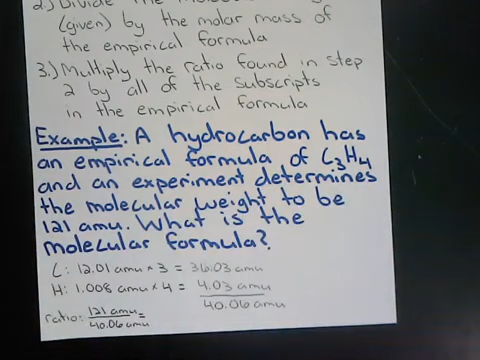 2.) Divide the
(given) by the molar mass of
the empirical formula
3.) Multiply the ratio found in step
2 by all of the subscripts
in the empirical formula
Example: A hydrocarbon has
an empirical formula of C₃H₄
and an experiment determines
the molecular weight to be
121 amu. What is the
molecular formula?
C: 12.01 amu × 3 = 36.03 amu
H: 1.008 amu × 4 = 4.03 amu
40.06 amu
ratio: 121 amu =
40.06 amu